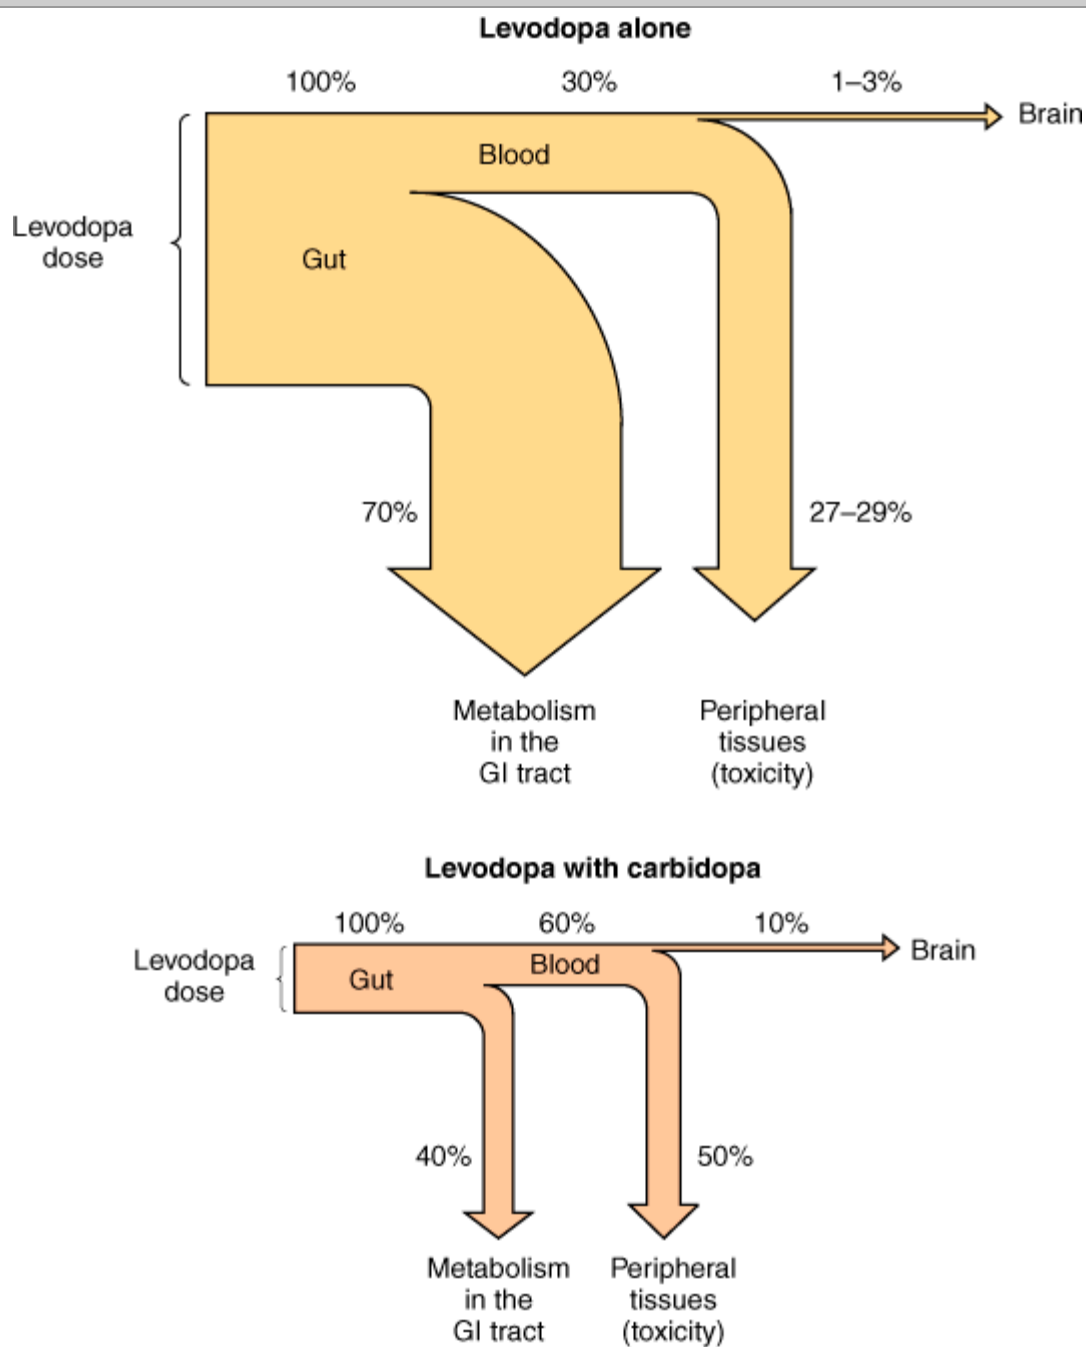 Levodopa alone
100% 30% 1–3%
Brain
Blood
Levodopa
dose
Gut
70%
27–29%
Metabolism
in the
GI tract
Peripheral
tissues
(toxicity)
Levodopa with carbidopa
100% 60% 10%
Brain
Levodopa
dose
Gut
Blood
40%
50%
Metabolism
in the
GI tract
Peripheral
tissues
(toxicity)